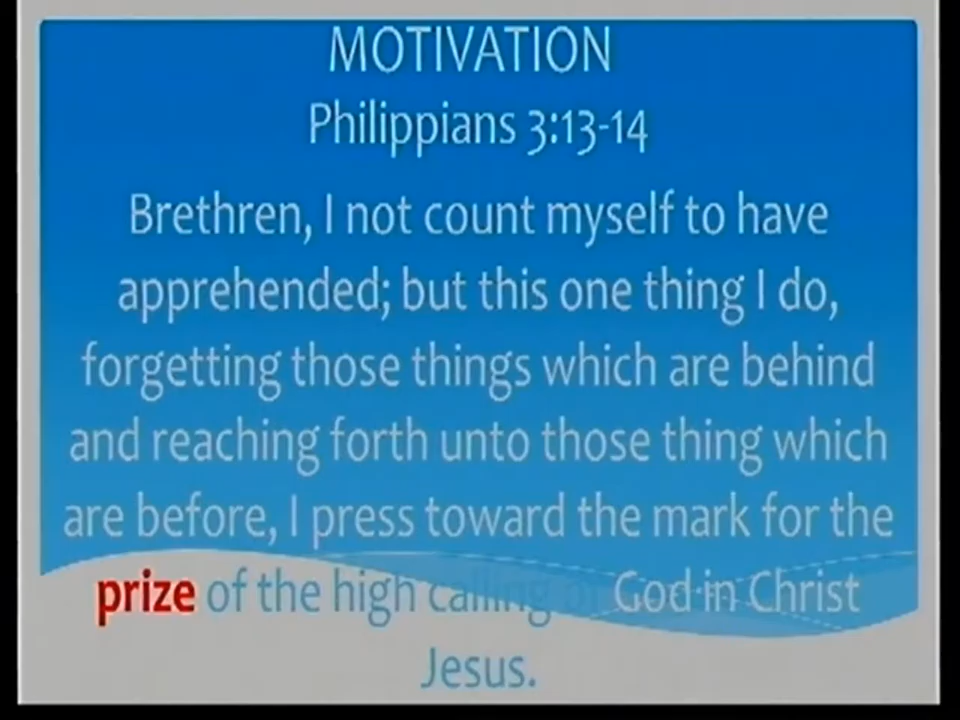 MOTIVATION
Philippians 3:13-14
Brethren, I not count myself to have
apprehended; but this one thing I do,
forgetting those things which are behind
and reaching forth unto those thing which
are before, I press toward the mark for the
prize of the high calling of God in Christ
Jesus.